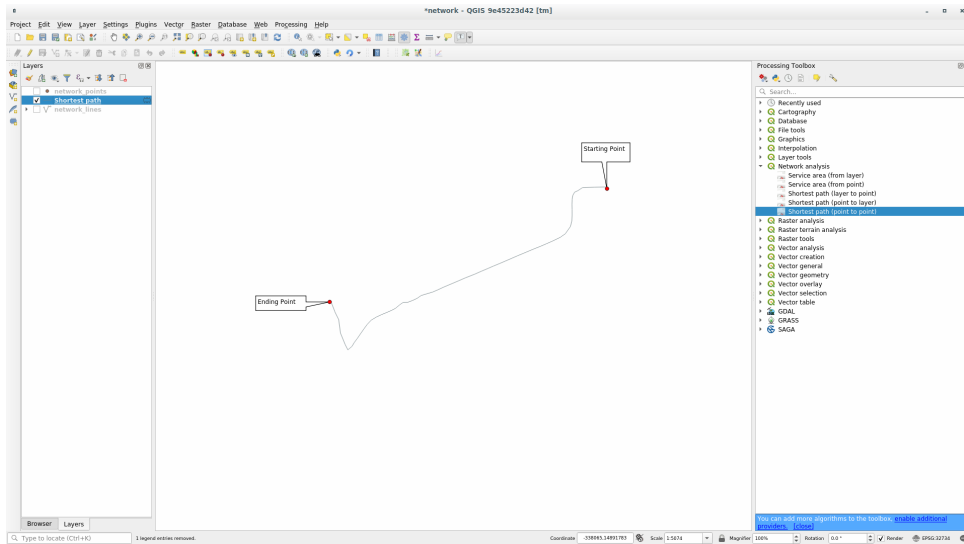 *network - QGIS 9e45223d42 [tm]
Project Edit View Layer Settings Plugins Vector Raster Database Web Processing Help
Layers
network_points
Shortest path
network_lines
Browser Layers
Starting Point
Ending Point
Processing Toolbox
Search...
Recently used
Cartography
Database
File tools
Graphics
Interpolation
Layer tools
Network analysis
Service area (from layer)
Service area (from point)
Shortest path (layer to point)
Shortest path (point to layer)
Shortest path (point to point)
Raster analysis
Raster terrain analysis
Raster tools
Vector analysis
Vector creation
Vector general
Vector geometry
Vector overlay
Vector selection
Vector table
GDAL
GRASS
SAGA
You can add more algorithms to the toolbox, enable additional
providers. [close]
Type to locate (Ctrl+K) 1 legend entries removed. Coordinate -338065,14891783 Scale 1:5074 Magnifier 100% Rotation 0.0 ° Render EPSG:32734